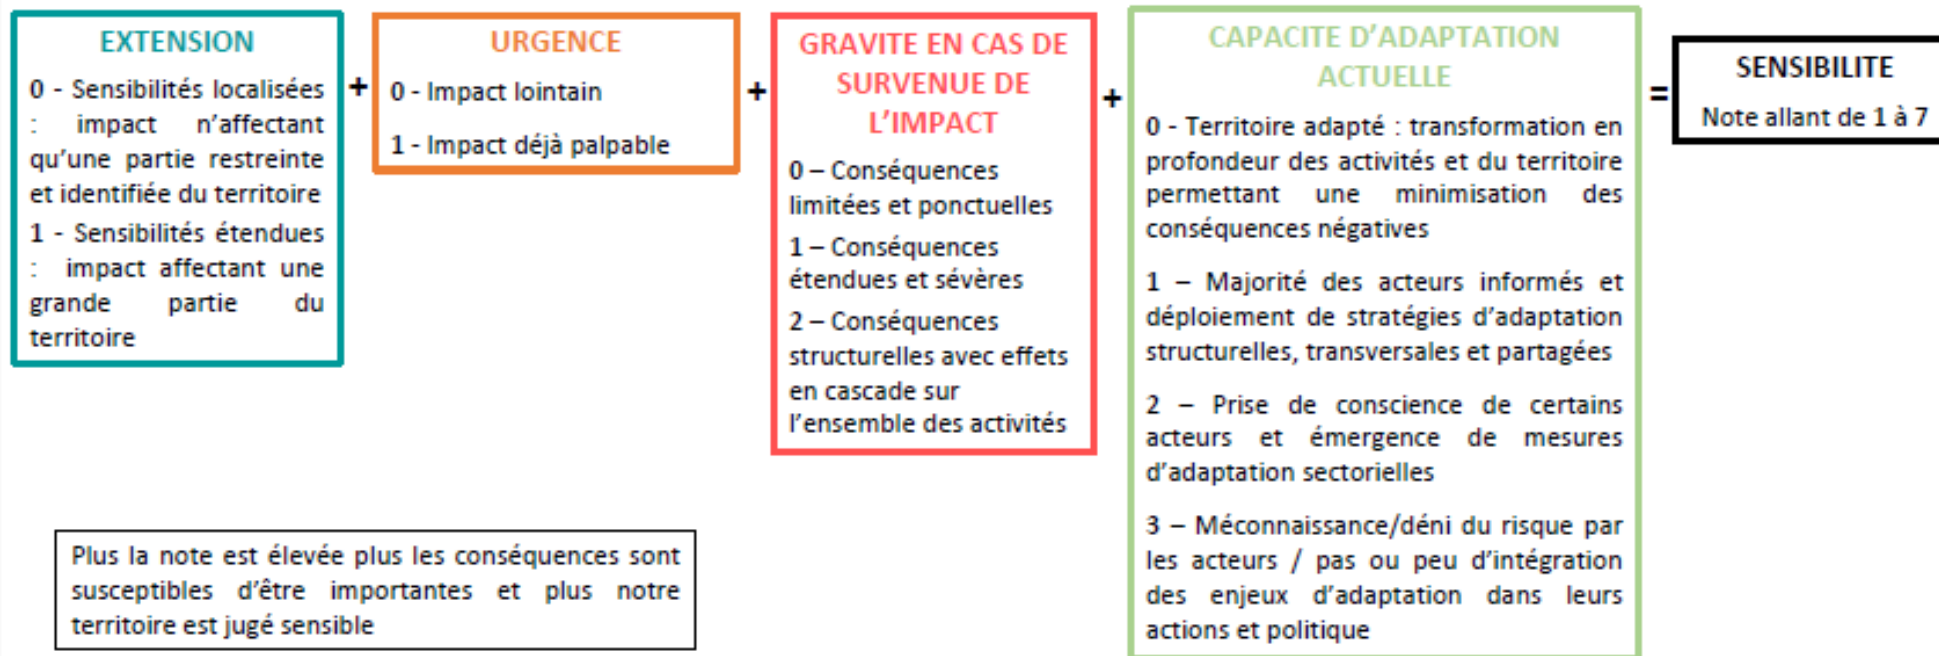 EXTENSION
0 - Sensibilités localisées
: impact n’affectant
qu’une partie restreinte
et identifiée du territoire
1 - Sensibilités étendues
: impact affectant une
grande partie du
territoire
+
URGENCE
0 - Impact lointain
1 - Impact déjà palpable
+
GRAVITE EN CAS DE
SURVENUE DE
L’IMPACT
0 – Conséquences
limitées et ponctuelles
1 – Conséquences
étendues et sévères
2 – Conséquences
structurelles avec effets
en cascade sur
l’ensemble des activités
+
CAPACITE D’ADAPTATION
ACTUELLE
0 - Territoire adapté : transformation en
profondeur des activités et du territoire
permettant une minimisation des
conséquences négatives
1 – Majorité des acteurs informés et
déploiement de stratégies d’adaptation
structurelles, transversales et partagées
2 – Prise de conscience de certains
acteurs et émergence de mesures
d’adaptation sectorielles
3 – Méconnaissance/déni du risque par
les acteurs / pas ou peu d’intégration
des enjeux d’adaptation dans leurs
actions et politique
=
SENSIBILITE
Note allant de 1 à 7
Plus la note est élevée plus les conséquences sont
susceptibles d’être importantes et plus notre
territoire est jugé sensible